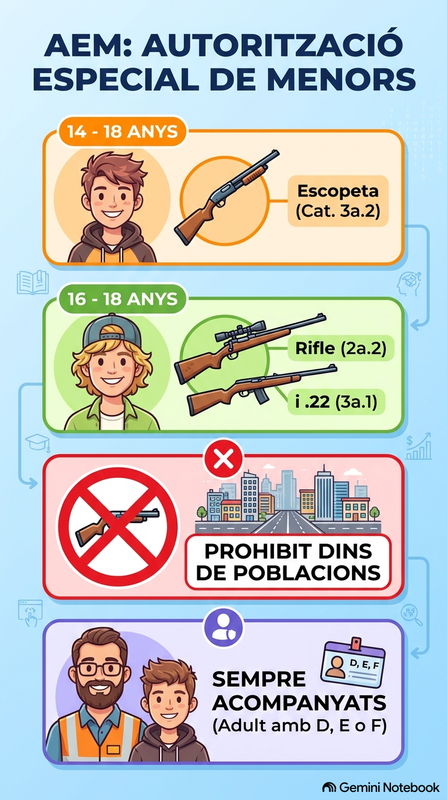 AEM: AUTORITZACIÓ
ESPECIAL DE MENORS
14 - 18 ANYS
Escopeta
(Cat. 3a.2)
16 - 18 ANYS
Rifle (2a.2)
i .22 (3a.1)
PROHIBIT DINS
DE POBLACIONS
D, E, F
SEMPRE
ACOMPANYATS
(Adult amb D, E o F)
Gemini Notebook